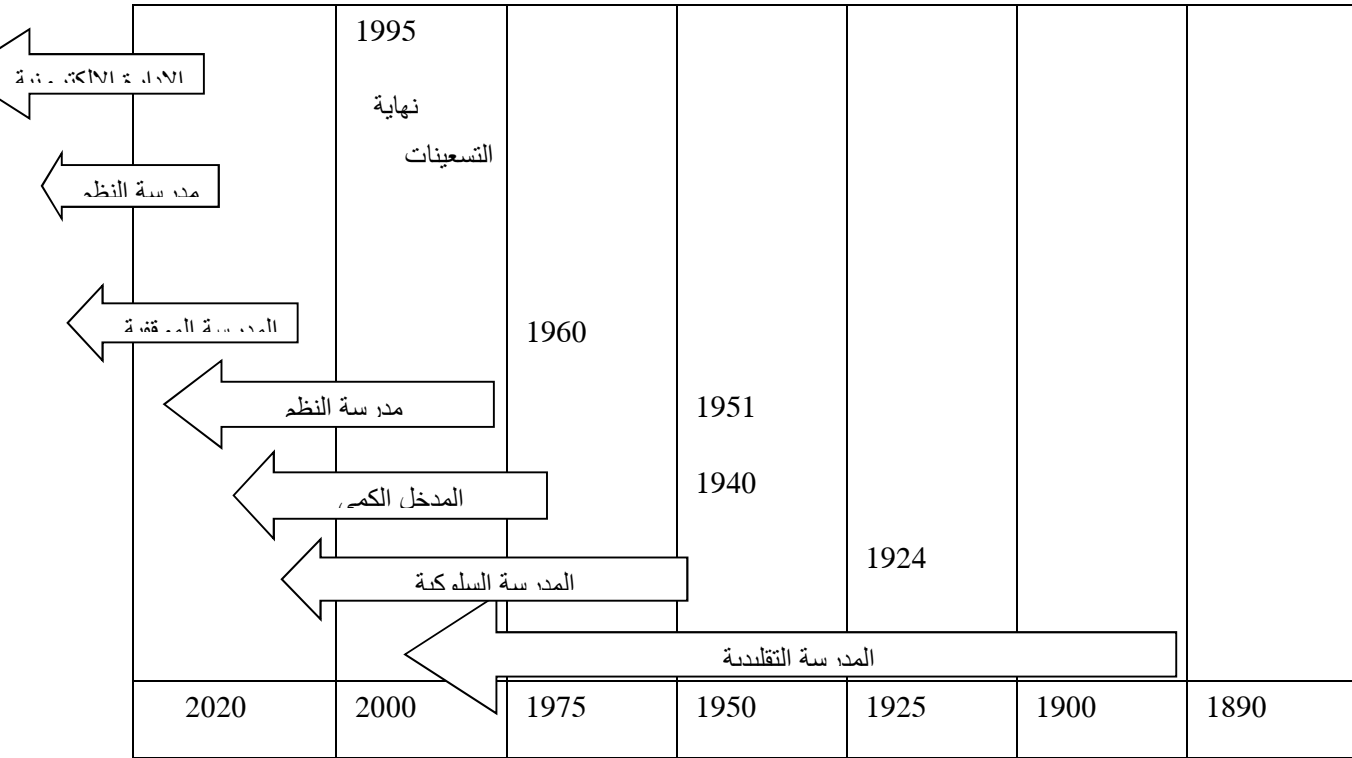 1995
الادارة الالكترونية
نهاية
التسعينات
مدرسة النظم
المدرسة الموقفية
1960
مدرسة النظم
1951
المدخل الكمي
1940
المدرسة السلوكية
1924
المدرسة التقليدية
1890 1900 1925 1950 1975 2000 2020